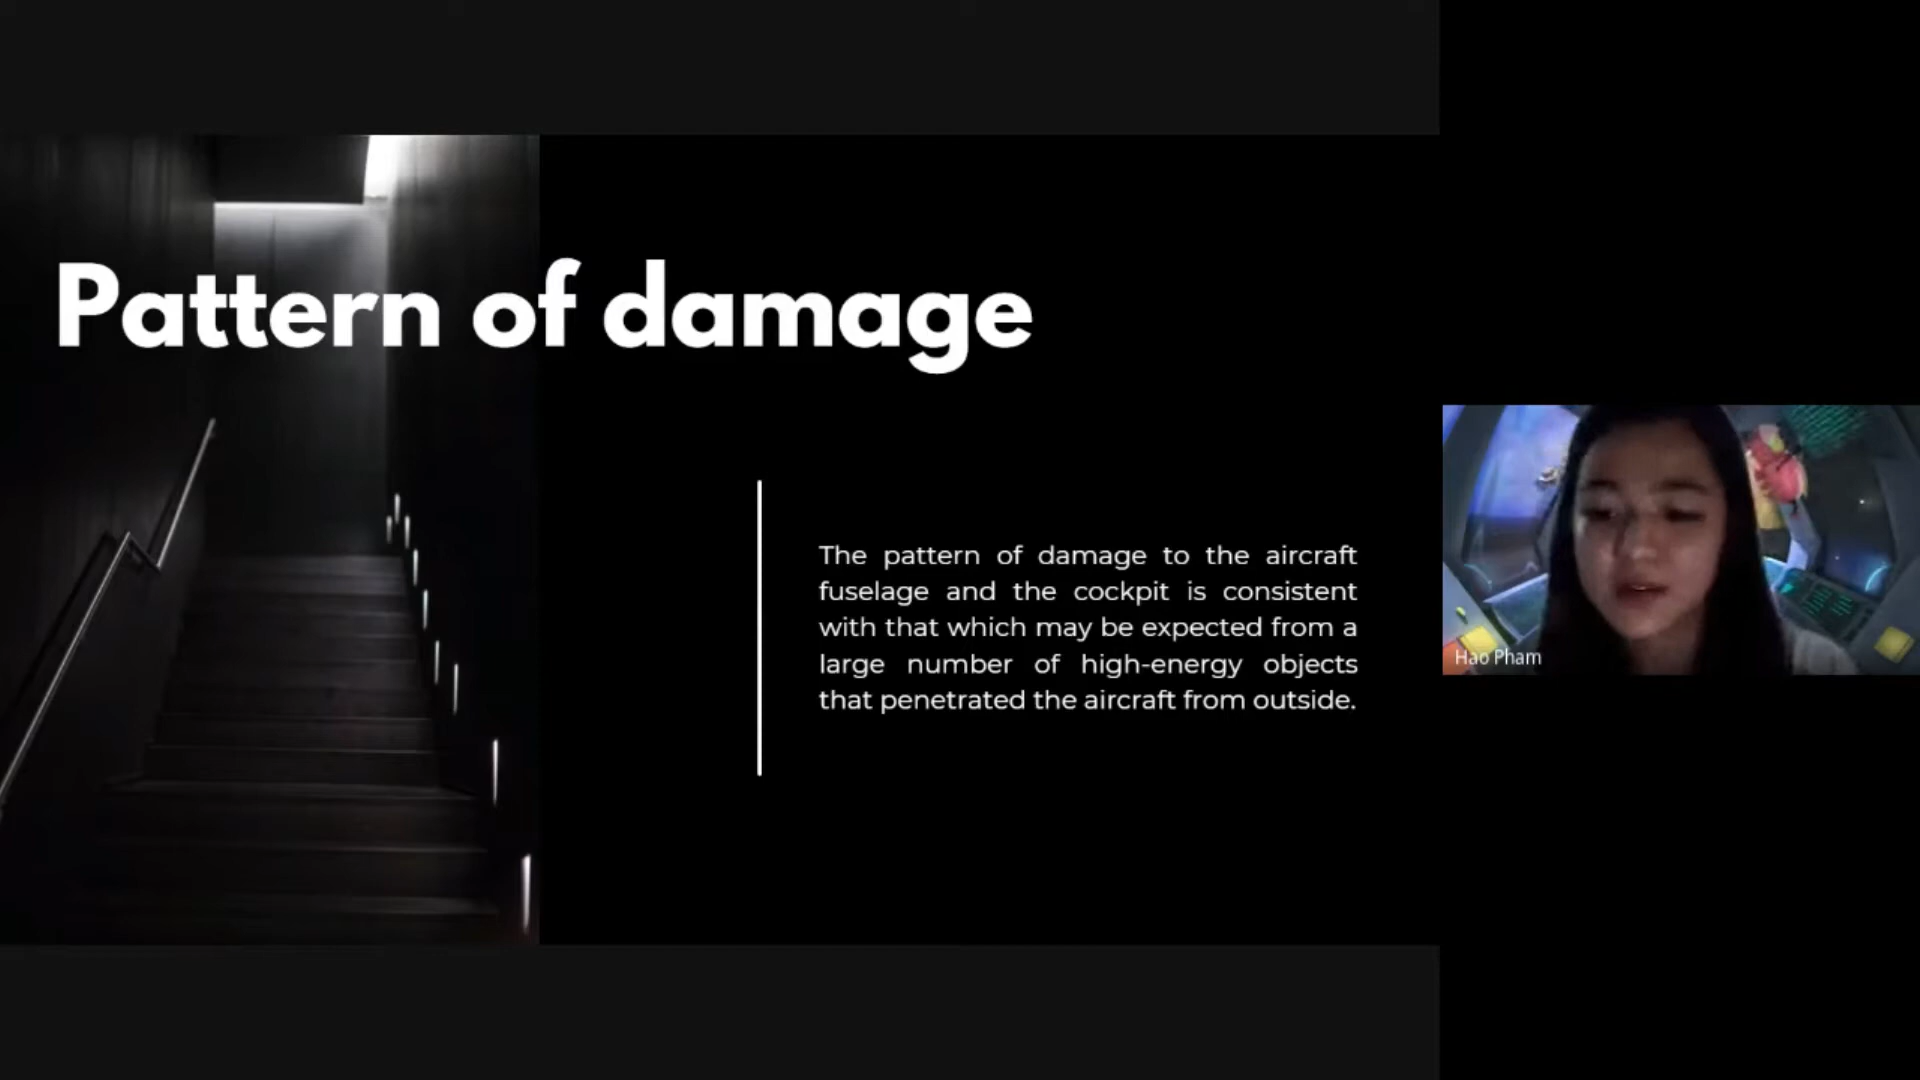 Pattern of damage
The pattern of damage to the aircraft
fuselage and the cockpit is consistent
with that which may be expected from a
large number of high-energy objects
that penetrated the aircraft from outside.
Hao Pham